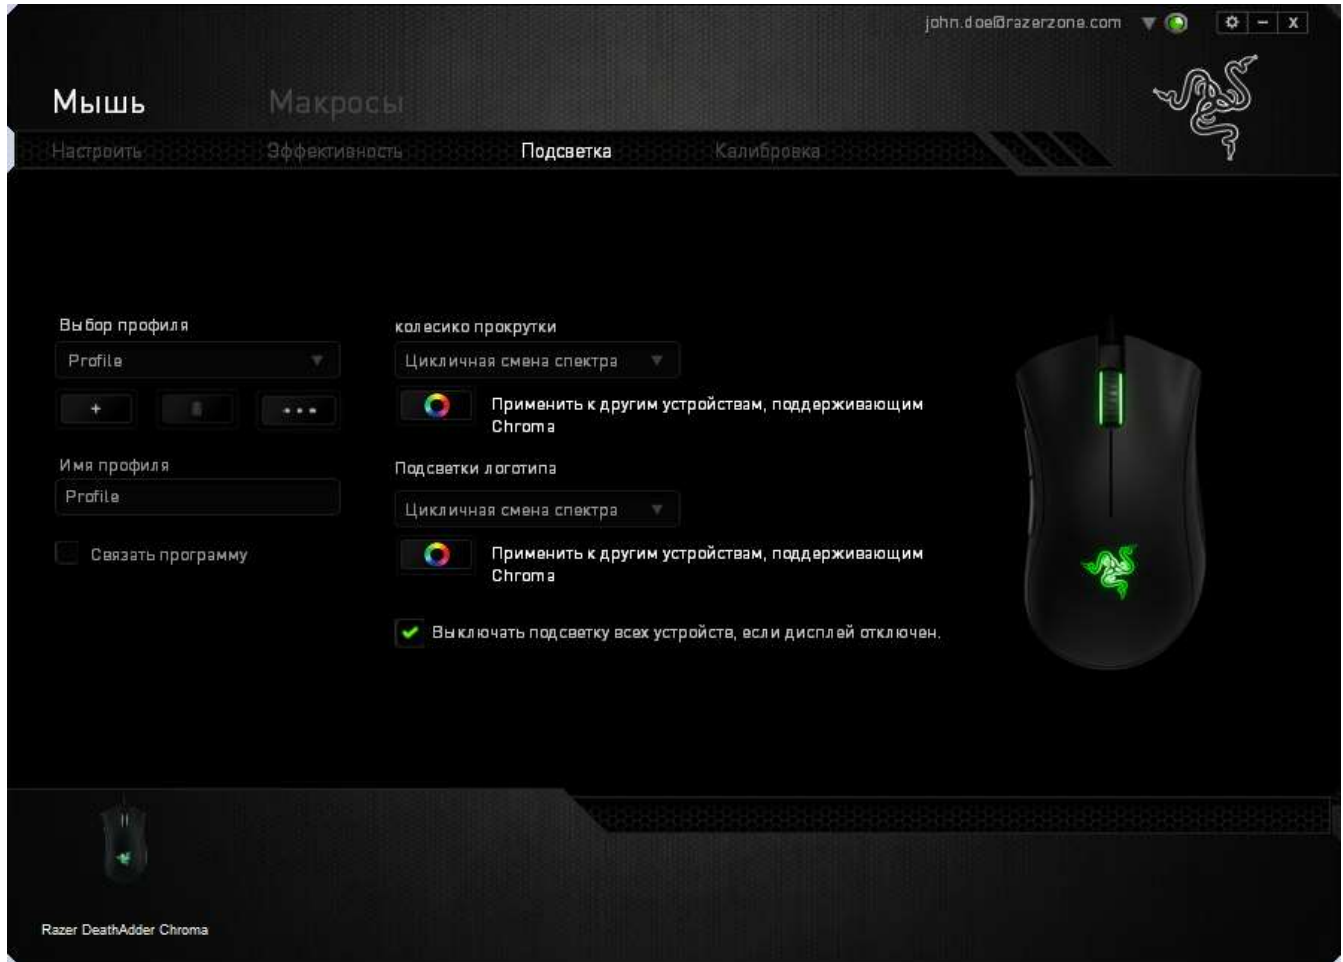 john.doe@razerzone.com
Мышь
Макросы
Настроить
Эффективность
Подсветка
Калибровка
Выбор профиля
Profile
Имя профиля
Profile
Связать программу
колесико прокрутки
Цикличная смена спектра
Применить к другим устройствам, поддерживающим
Chroma
Подсветки логотипа
Цикличная смена спектра
Применить к другим устройствам, поддерживающим
Chroma
Выключать подсветку всех устройств, если дисплей отключен.
Razer DeathAdder Chroma